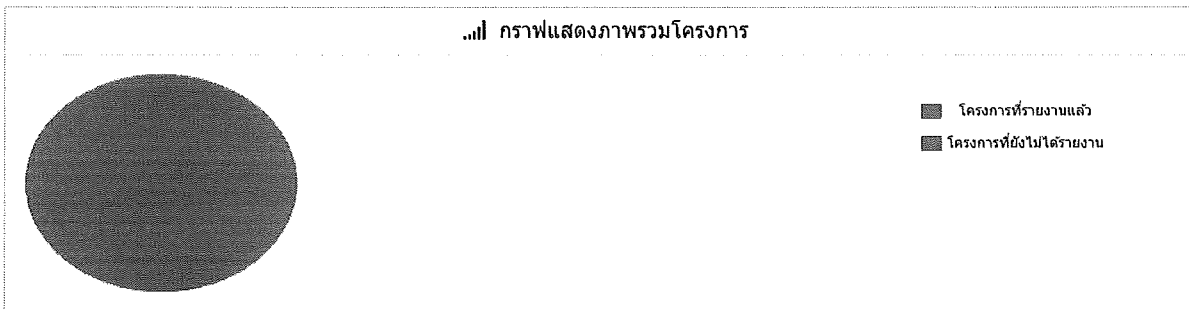 กราฟแสดงภาพรวมโครงการ
โครงการที่รายงานแล้ว
โครงการที่ยังไม่ได้รายงาน